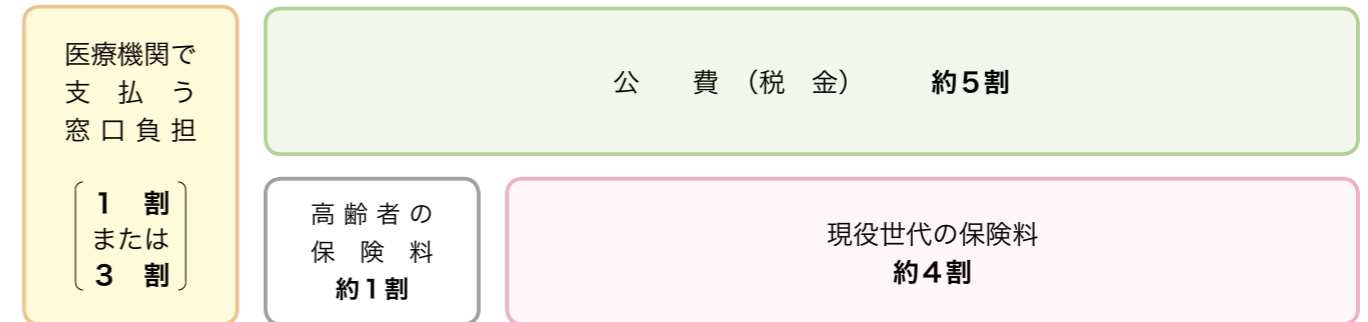 医療機関で
支払う
窓口負担
1 割
または
3 割
公 費 （税 金） 約5割
高齢者の
保険料
約1割
現役世代の保険料
約4割